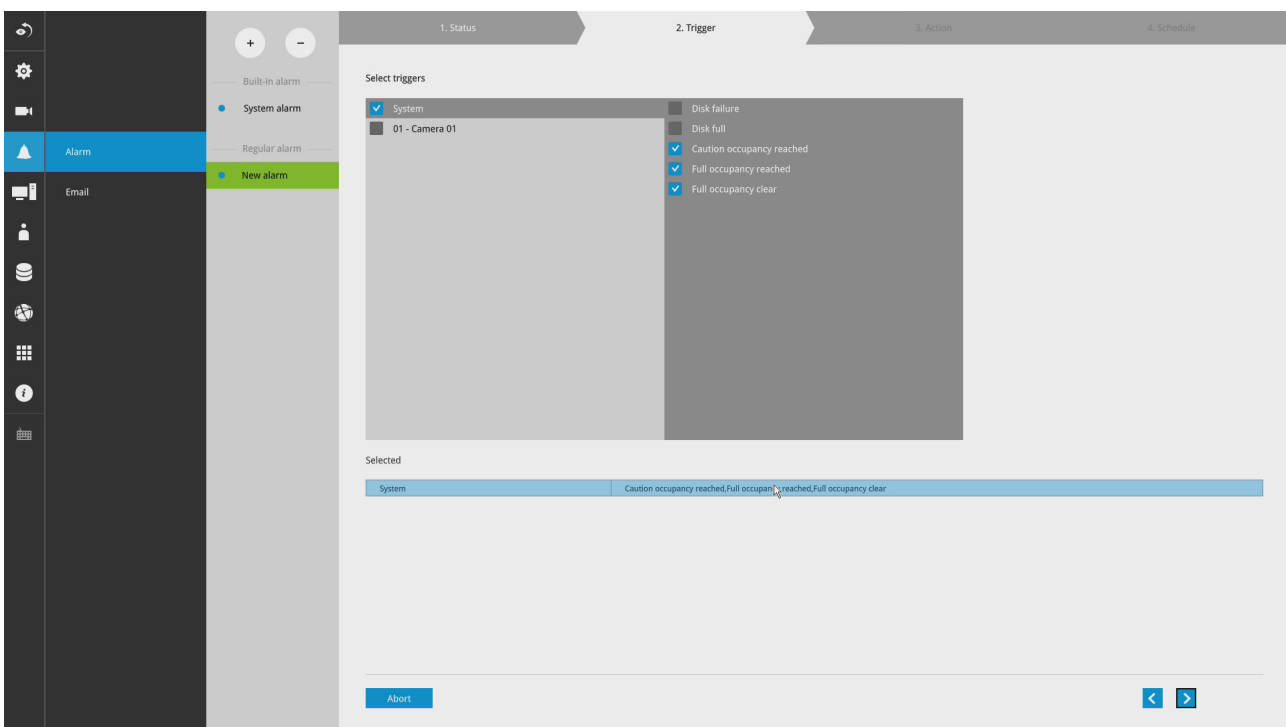 1. Status
2. Trigger
3. Action
4. Schedule
+
-
Built-in alarm
System alarm
Regular alarm
New alarm
Alarm
Email
Select triggers
System
01 - Camera 01
Disk failure
Disk full
Caution occupancy reached
Full occupancy reached
Full occupancy clear
Selected
System
Caution occupancy reached,Full occupancy reached,Full occupancy clear
Abort